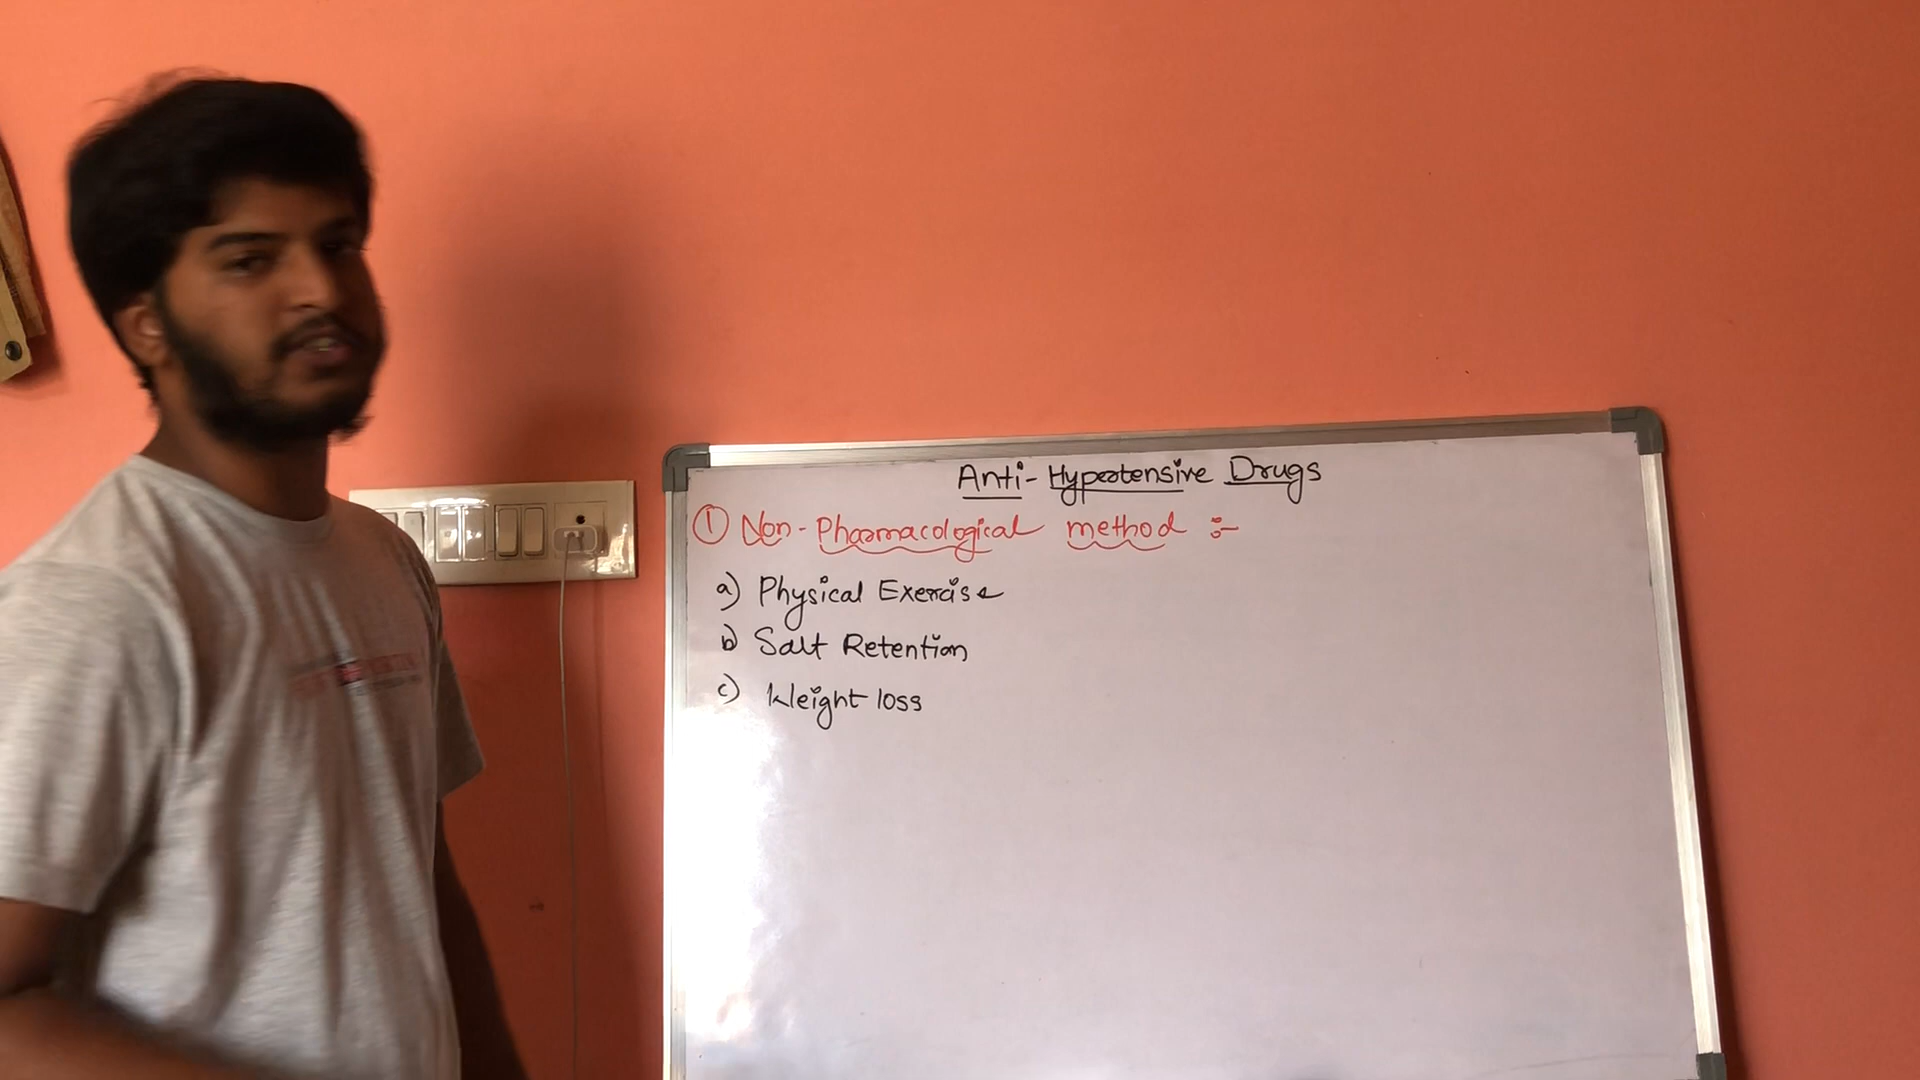 Anti- Hypertensive Drugs
① Non-Pharmacological method :-
a) Physical Exercise
b) Salt Retention
c) Weight loss